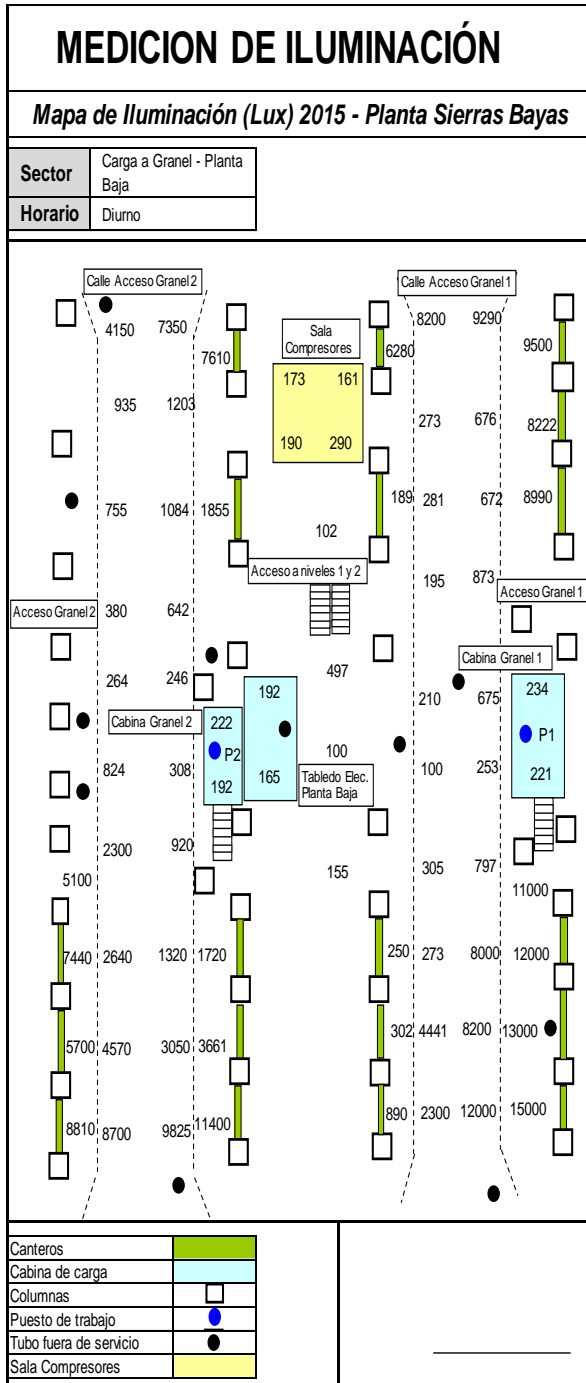 MEDICION DE ILUMINACIÓN
Mapa de Iluminación (Lux) 2015 - Planta Sierras Bayas
Sector
Carga a Granel - Planta
Baja
Horario
Diurno
Calle Acceso Granel 2
Calle Acceso Granel 1
4150 7350
8200 9290
Sala
Compresores
7610
6280
9500
173 161
935 1203
273 676 8222
190 290
755 1084 1855
189 281 672 8990
102
Acceso a niveles 1 y 2
195 873
Acceso Granel 1
Acceso Granel 2
380 642
Cabina Granel 1
497
264 246
192
210 675
234
Cabina Granel 2
222
P2
P1
100
824 308
100 253
221
192
165
Tabledo Elec.
Planta Baja
2300 920
155
305 797
5100
11000
7440 2640 1320 1720
250 273 8000 12000
5700 4570 3050 3661
302 4441 8200 13000
8810 8700 9825 11400
890 2300 12000 15000
Canteros
Cabina de carga
Columnas
Puesto de trabajo
Tubo fuera de servicio
Sala Compresores